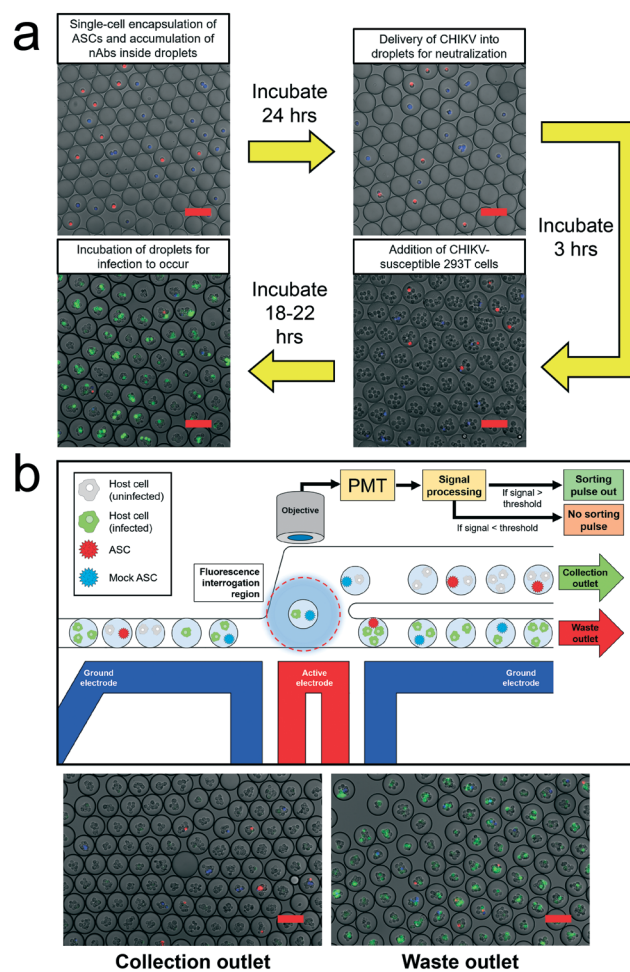 a
Single-cell encapsulation of
ASCs and accumulation of
nAbs inside droplets
Incubate
24 hrs
Delivery of CHIKV into
droplets for neutralization
Incubate
3 hrs
Incubation of droplets for
infection to occur
Incubate
18-22
hrs
Addition of CHIKV-
susceptible 293T cells
b
Host cell
(uninfected)
Host cell
(infected)
ASC
Mock ASC
Objective
PMT
Signal
processing
If signal >
threshold
Sorting
pulse out
If signal < threshold
No sorting
pulse
Fluorescence
interrogation
region
Collection
outlet
Waste
outlet
Ground
electrode
Active
electrode
Ground
electrode
Collection outlet
Waste outlet